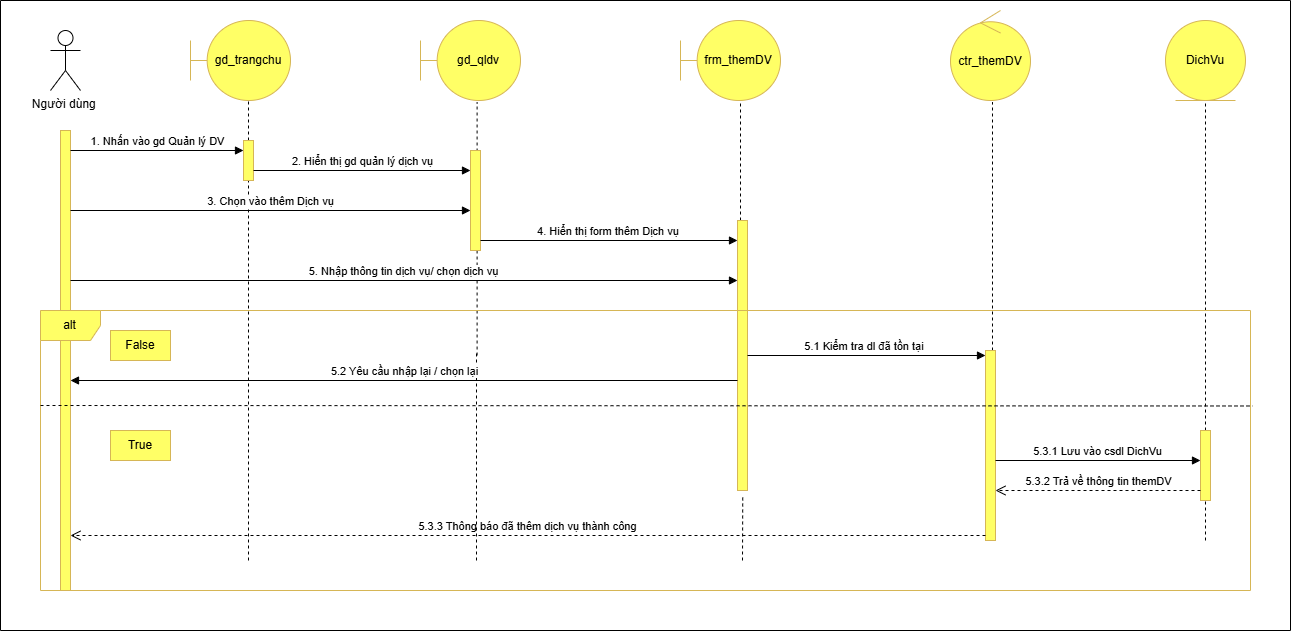 gd_trangchu
gd_qldv
frm_themDV
ctr_themDV
DichVu
Người dùng
1. Nhấn vào gd Quản lý DV
2. Hiển thị gd quản lý dịch vụ
3. Chọn vào thêm Dịch vụ
4. Hiển thị form thêm Dịch vụ
5. Nhập thông tin dịch vụ/ chọn dịch vụ
alt
False
5.1 Kiểm tra dl đã tồn tại
5.2 Yêu cầu nhập lại / chọn lại
True
5.3.1 Lưu vào csdl DichVu
5.3.2 Trả về thông tin themDV
5.3.3 Thông báo đã thêm dịch vụ thành công